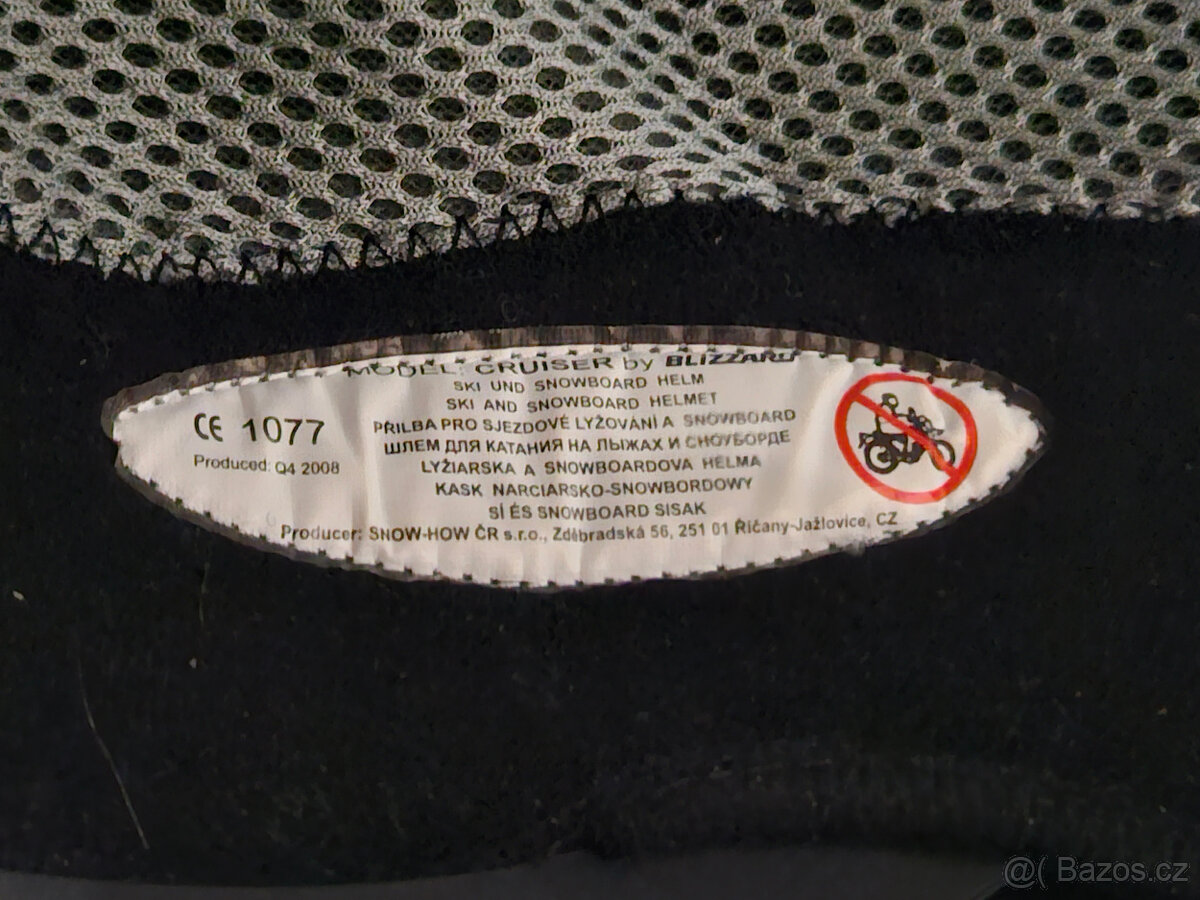 MODEL: CRUISER by BLIZZARD
SKI UND SNOWBOARD HELM
SKI AND SNOWBOARD HELMET
PŘILBA PRO SJEZDOVÉ LYŽOVÁNÍ A SNOWBOARD
ШЛЕМ ДЛЯ КАТАНИЯ НА ЛЫЖАХ И СНОУБОРДЕ
LYŽIARSKA A SNOWBOARDOVA HELMA
KASK NARCIARSKO-SNOWBORDOWY
SÍ ÉS SNOWBOARD SISAK
CE 1077
Produced: Q4 2008
Producer: SNOW-HOW ČR s.r.o., Zděbradská 56, 251 01 Říčany-Jažlovice, CZ
@( Bazos.cz